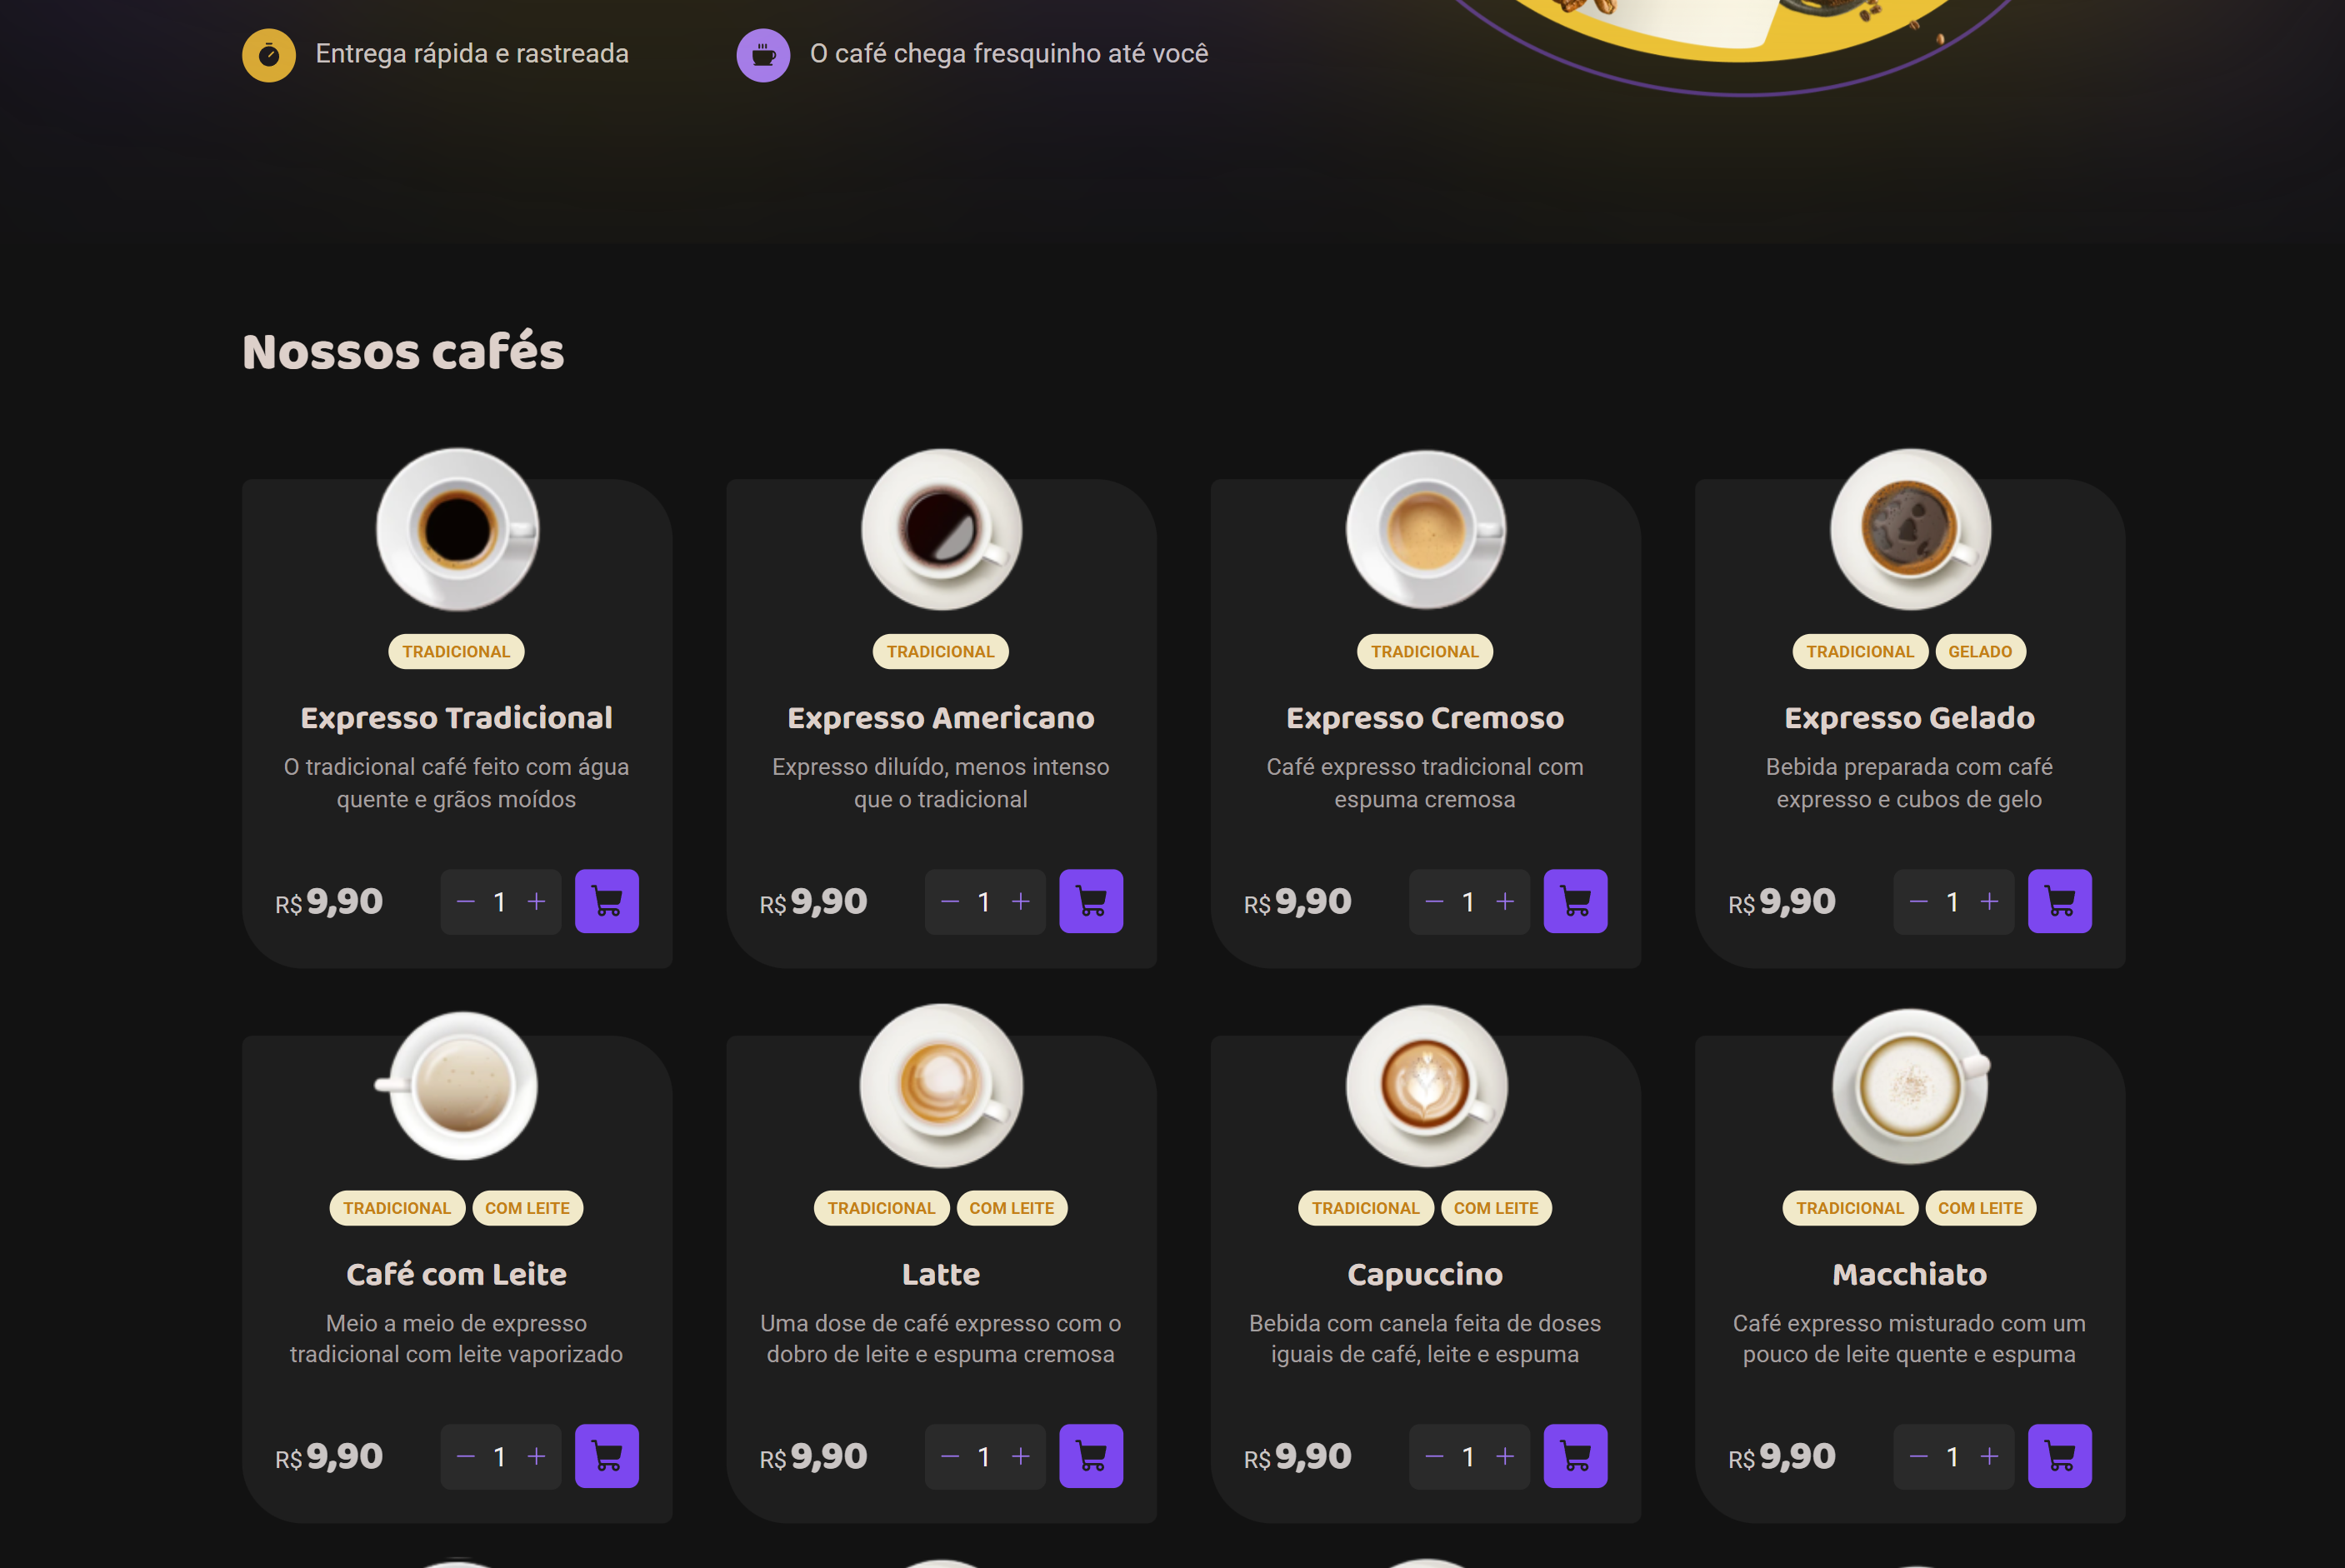 Entrega rápida e rastreada
O café chega fresquinho até você
Nossos cafés
TRADICIONAL
Expresso Tradicional
O tradicional café feito com água
quente e grãos moídos
R$ 9,90
1
TRADICIONAL
Expresso Americano
Expresso diluído, menos intenso
que o tradicional
R$ 9,90
1
TRADICIONAL
Expresso Cremoso
Café expresso tradicional com
espuma cremosa
R$ 9,90
1
TRADICIONAL GELADO
Expresso Gelado
Bebida preparada com café
expresso e cubos de gelo
R$ 9,90
1
TRADICIONAL COM LEITE
Café com Leite
Meio a meio de expresso
tradicional com leite vaporizado
R$ 9,90
1
TRADICIONAL COM LEITE
Latte
Uma dose de café expresso com o
dobro de leite e espuma cremosa
R$ 9,90
1
TRADICIONAL COM LEITE
Capuccino
Bebida com canela feita de doses
iguais de café, leite e espuma
R$ 9,90
1
TRADICIONAL COM LEITE
Macchiato
Café expresso misturado com um
pouco de leite quente e espuma
R$ 9,90
1